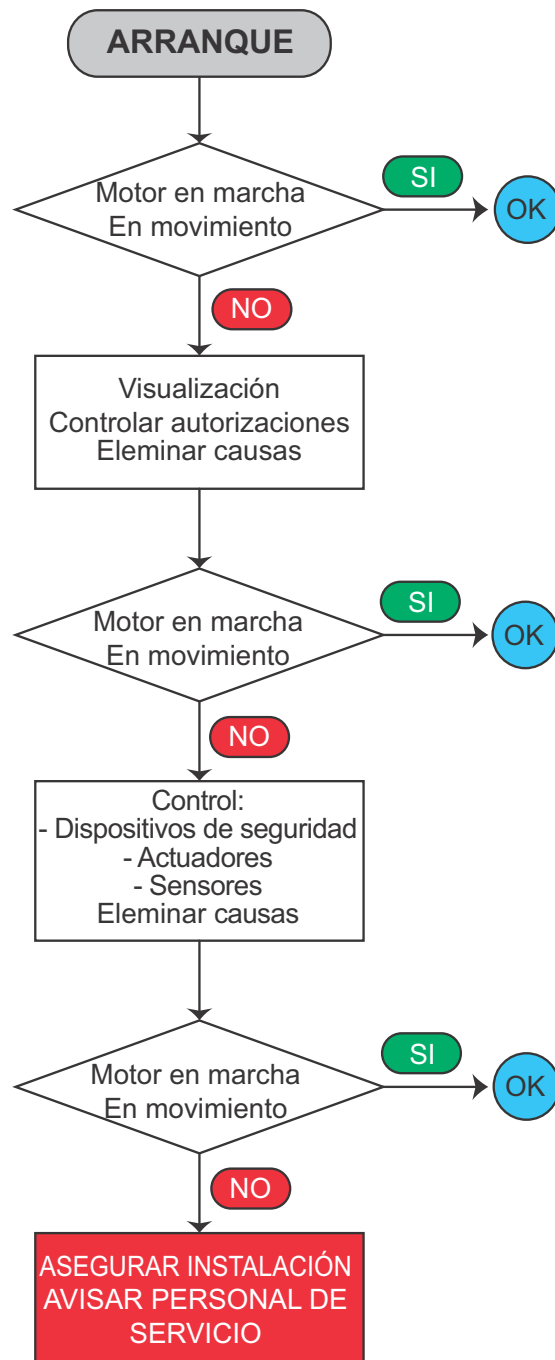 ARRANQUE
Motor en marcha
En movimiento
SI
OK
NO
Visualización
Controlar autorizaciones
Eleminar causas
Motor en marcha
En movimiento
SI
OK
NO
Control:
- Dispositivos de seguridad
- Actuadores
- Sensores
Eleminar causas
Motor en marcha
En movimiento
SI
OK
NO
ASEGURAR INSTALACIÓN
AVISAR PERSONAL DE
SERVICIO